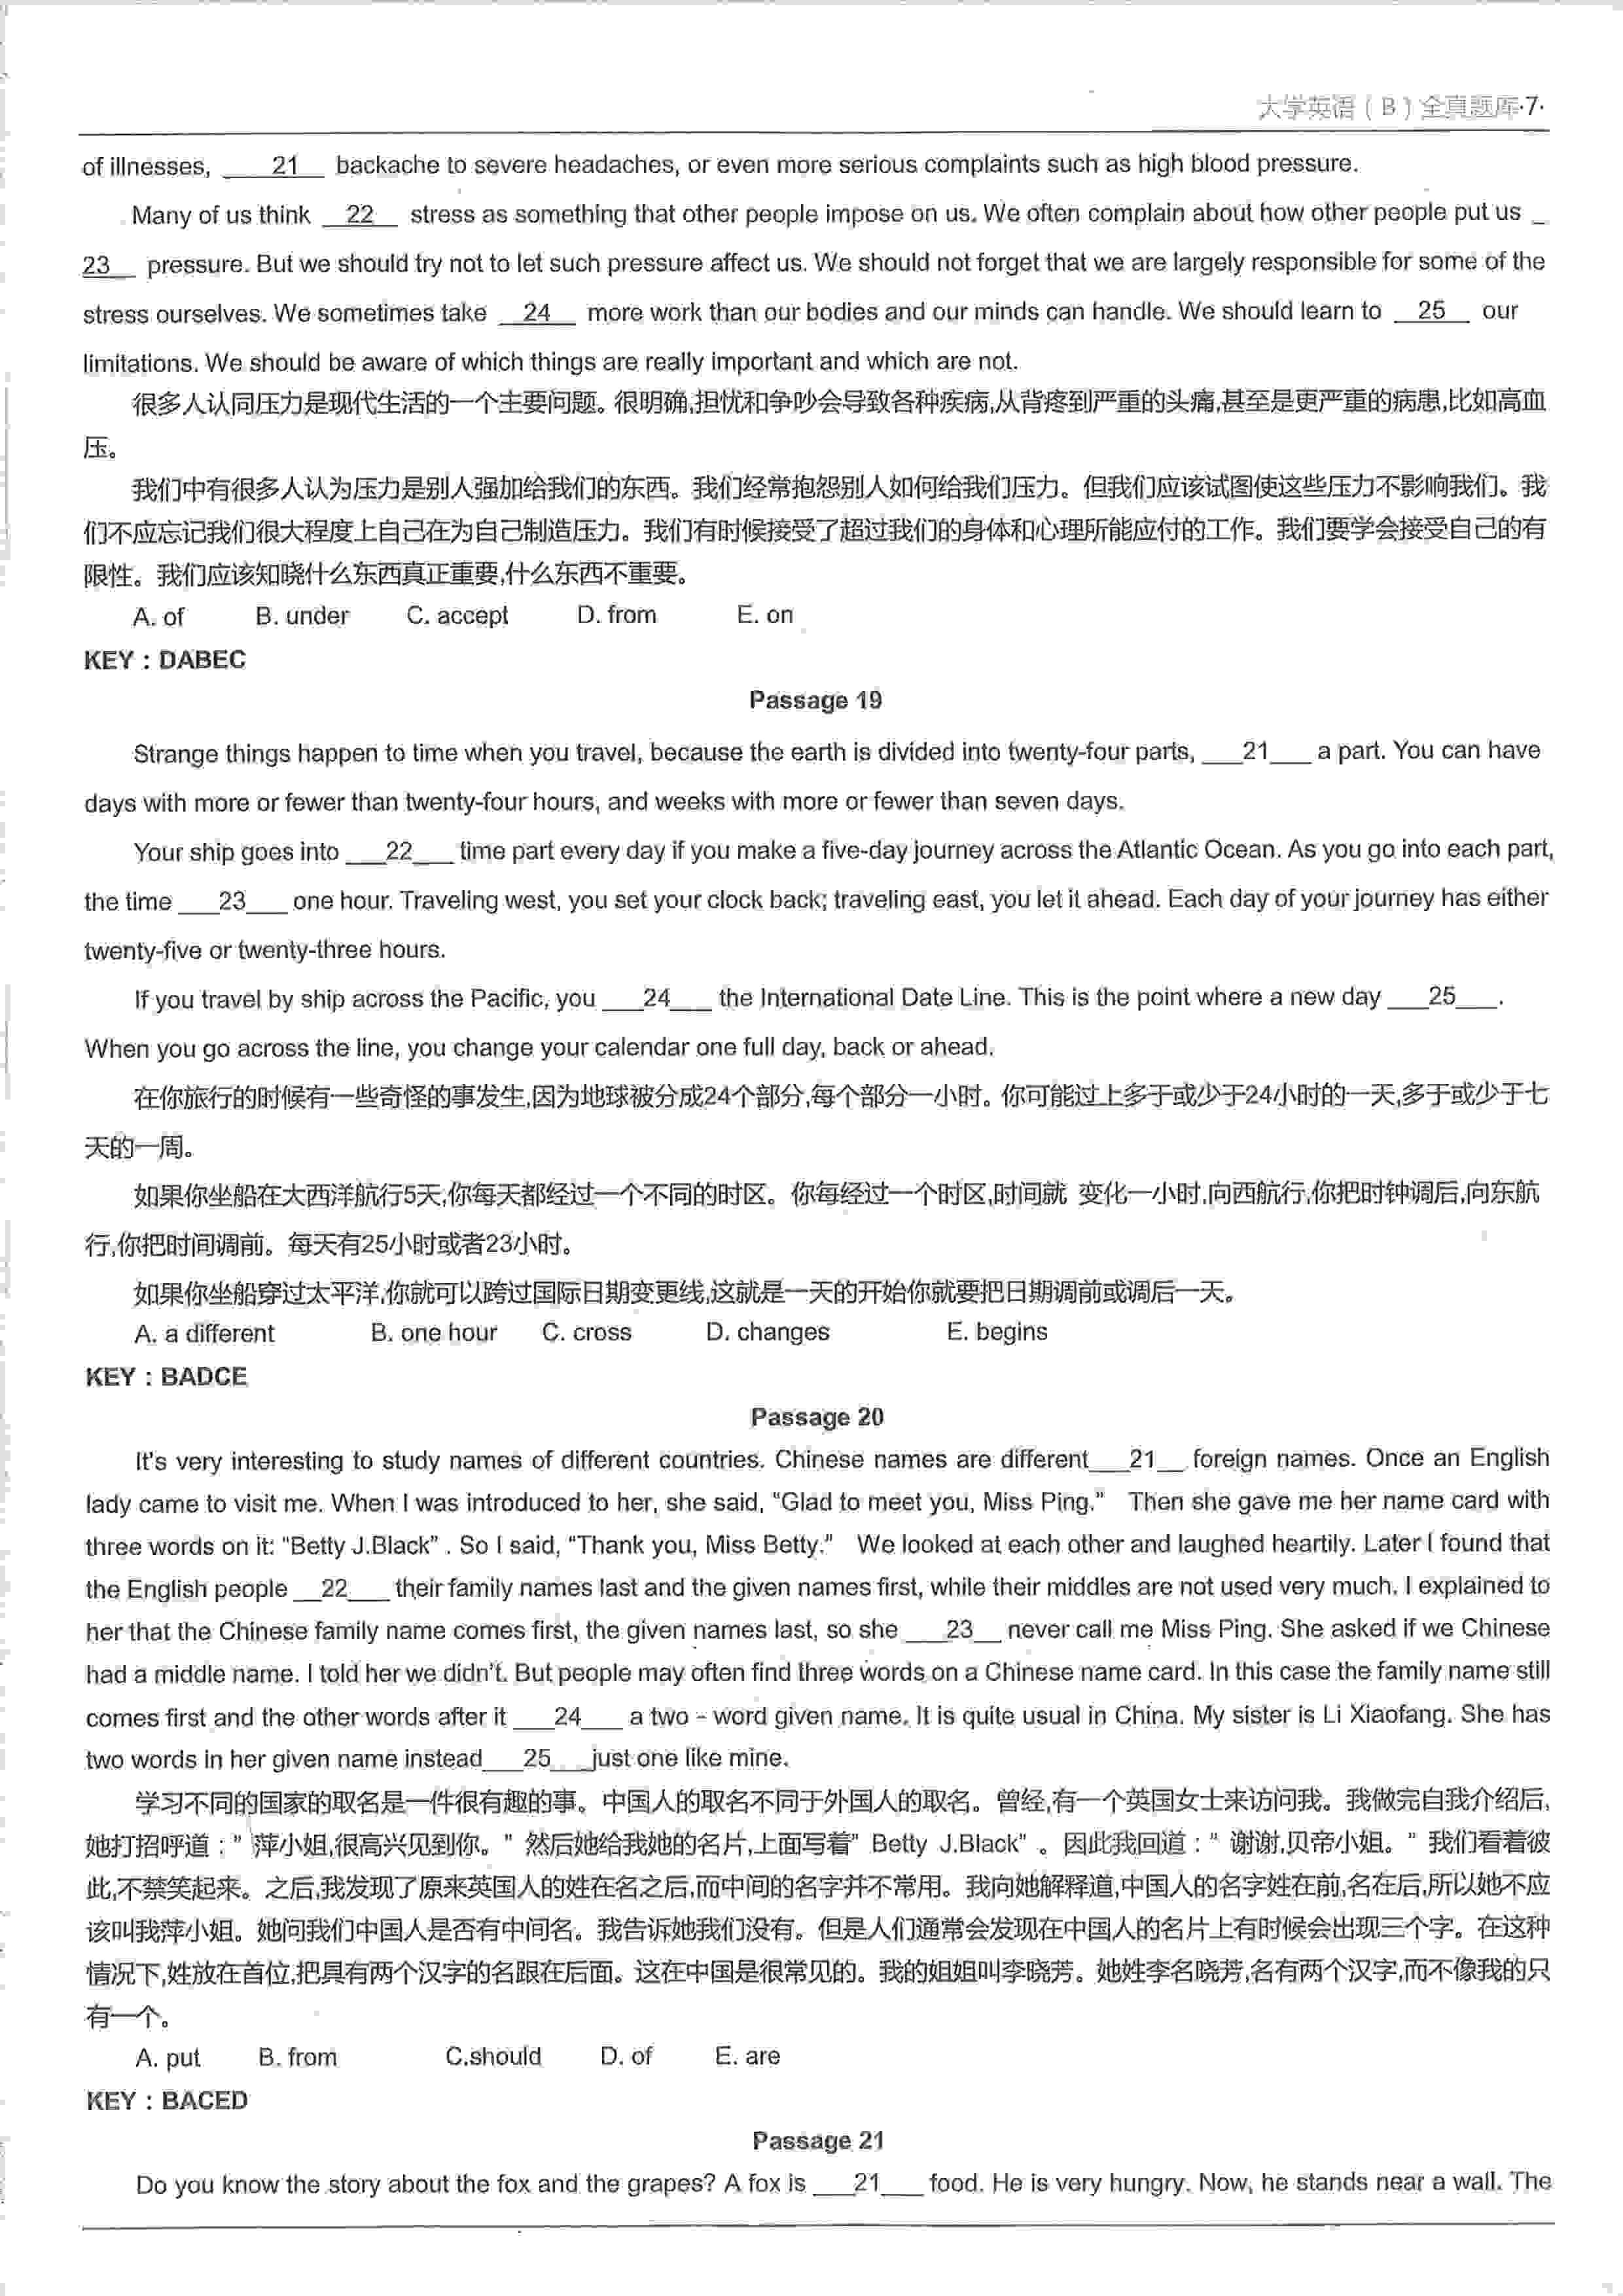 大学英语（B）全真题库·7·
of illnesses, ___21___ backache to severe headaches, or even more serious complaints such as high blood pressure.
Many of us think __22__ stress as something that other people impose on us. We often complain about how other people put us _
23__ pressure. But we should try not to let such pressure affect us. We should not forget that we are largely responsible for some of the
stress ourselves. We sometimes take __24__ more work than our bodies and our minds can handle. We should learn to __25__ our
limitations. We should be aware of which things are really important and which are not.
很多人认同压力是现代生活的一个主要问题。很明确,担忧和争吵会导致各种疾病,从背疼到严重的头痛,甚至是更严重的病患,比如高血
压。
我们中有很多人认为压力是别人强加给我们的东西。我们经常抱怨别人如何给我们压力。但我们应该试图使这些压力不影响我们。我
们不应忘记我们很大程度上自己在为自己制造压力。我们有时候接受了超过我们的身体和心理所能应付的工作。我们要学会接受自己的有
限性。我们应该知晓什么东西真正重要,什么东西不重要。
A. of B. under C. accept D. from E. on
KEY : DABEC
Passage 19
Strange things happen to time when you travel, because the earth is divided into twenty-four parts, ___21___ a part. You can have
days with more or fewer than twenty-four hours, and weeks with more or fewer than seven days.
Your ship goes into ___22___ time part every day if you make a five-day journey across the Atlantic Ocean. As you go into each part,
the time ___23___ one hour. Traveling west, you set your clock back; traveling east, you let it ahead. Each day of your journey has either
twenty-five or twenty-three hours.
If you travel by ship across the Pacific, you ___24___ the International Date Line. This is the point where a new day ___25___.
When you go across the line, you change your calendar one full day, back or ahead.
在你旅行的时候有一些奇怪的事发生,因为地球被分成24个部分,每个部分一小时。你可能过上多于或少于24小时的一天,多于或少于七
天的一周。
如果你坐船在大西洋航行5天,你每天都经过一个不同的时区。你每经过一个时区,时间就 变化一小时,向西航行,你把时钟调后,向东航
行,你把时间调前。每天有25小时或者23小时。
如果你坐船穿过太平洋,你就可以跨过国际日期变更线,这就是一天的开始你就要把日期调前或调后一天。
A. a different B. one hour C. cross D. changes E. begins
KEY : BADCE
Passage 20
It's very interesting to study names of different countries. Chinese names are different___21__ foreign names. Once an English
lady came to visit me. When I was introduced to her, she said, “Glad to meet you, Miss Ping.” Then she gave me her name card with
three words on it: “Betty J.Black” . So I said, “Thank you, Miss Betty.” We looked at each other and laughed heartily. Later I found that
the English people __22___ their family names last and the given names first, while their middles are not used very much. I explained to
her that the Chinese family name comes first, the given names last, so she ___23__ never call me Miss Ping. She asked if we Chinese
had a middle name. I told her we didn't. But people may often find three words on a Chinese name card. In this case the family name still
comes first and the other words after it ___24___ a two - word given name. It is quite usual in China. My sister is Li Xiaofang. She has
two words in her given name instead___25___just one like mine.
学习不同的国家的取名是一件很有趣的事。中国人的取名不同于外国人的取名。曾经,有一个英国女士来访问我。我做完自我介绍后,
她打招呼道：” 萍小姐,很高兴见到你。” 然后她给我她的名片,上面写着” Betty J.Black” 。因此我回道：” 谢谢,贝帝小姐。” 我们看着彼
此,不禁笑起来。之后,我发现了原来英国人的姓在名之后,而中间的名字并不常用。我向她解释道,中国人的名字姓在前,名在后,所以她不应
该叫我萍小姐。她问我们中国人是否有中间名。我告诉她我们没有。但是人们通常会发现在中国人的名片上有时候会出现三个字。在这种
情况下,姓放在首位,把具有两个汉字的名跟在后面。这在中国是很常见的。我的姐姐叫李晓芳。她姓李名晓芳,名有两个汉字,而不像我的只
有一个。
A. put B. from C.should D. of E. are
KEY : BACED
Passage 21
Do you know the story about the fox and the grapes? A fox is ___21___ food. He is very hungry. Now, he stands near a wall. The